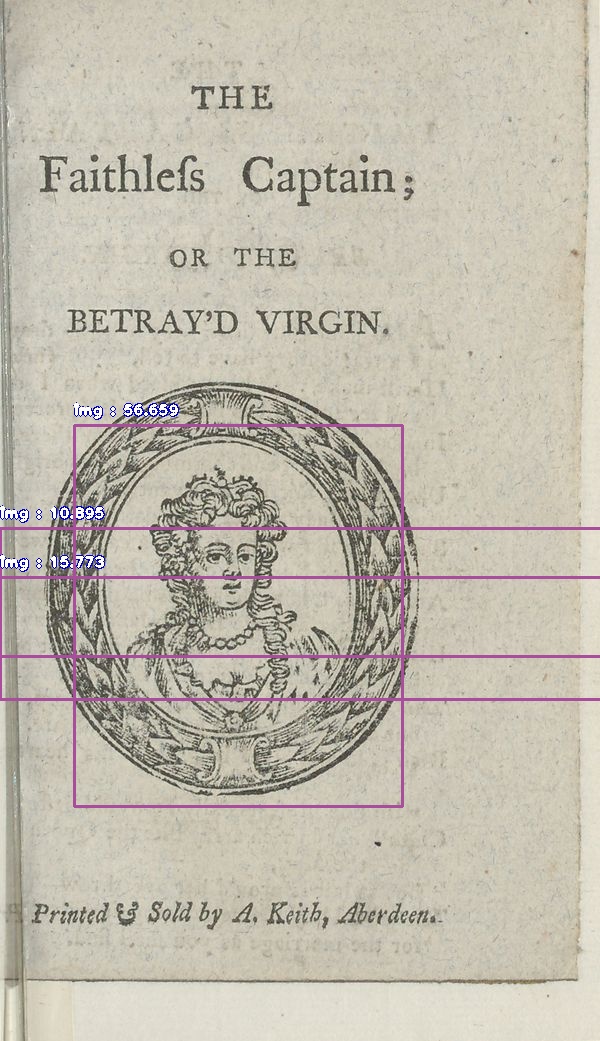 THE
Faithleſs Captain;
OR THE
BETRAY'D VIRGIN.
img : 56.659
img : 10.895
img : 15.773
Printed & Sold by A. Keith, Aberdeen.